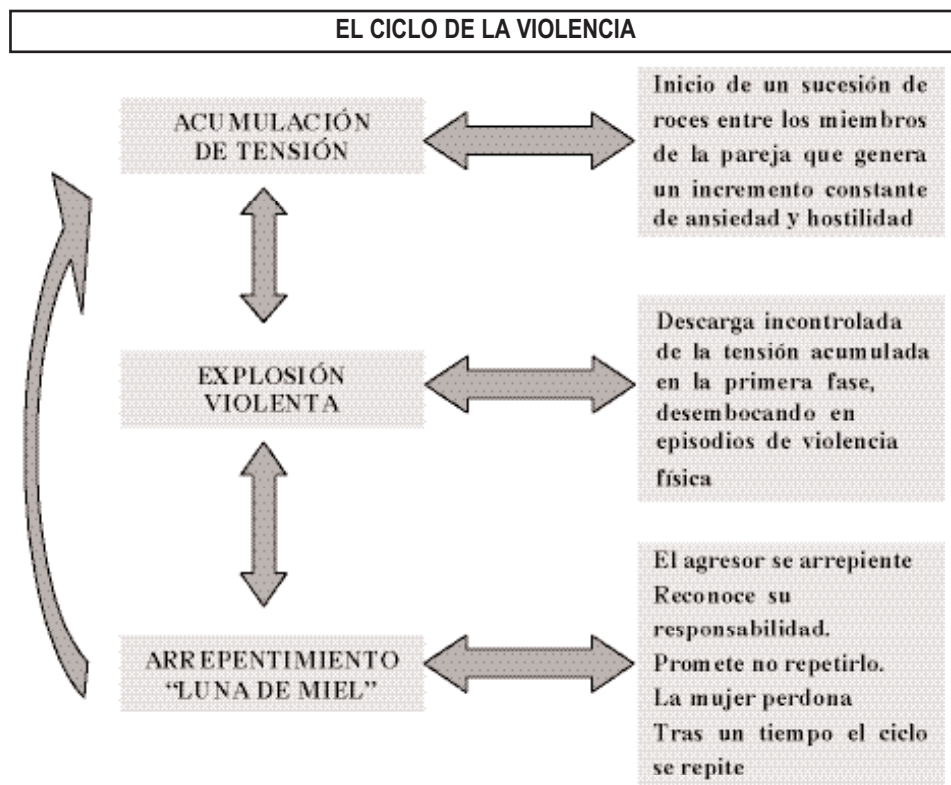 EL CICLO DE LA VIOLENCIA
ACUMULACIÓN
DE TENSIÓN
Inicio de un sucesión de
roces entre los miembros
de la pareja que genera
un incremento constante
de ansiedad y hostilidad
EXPLOSIÓN
VIOLENTA
Descarga incontrolada
de la tensión acumulada
en la primera fase,
desembocando en
episodios de violencia
física
ARREPENTIMIENTO
“LUNA DE MIEL”
El agresor se arrepiente
Reconoce su
responsabilidad.
Promete no repetirlo.
La mujer perdona
Tras un tiempo el ciclo
se repite